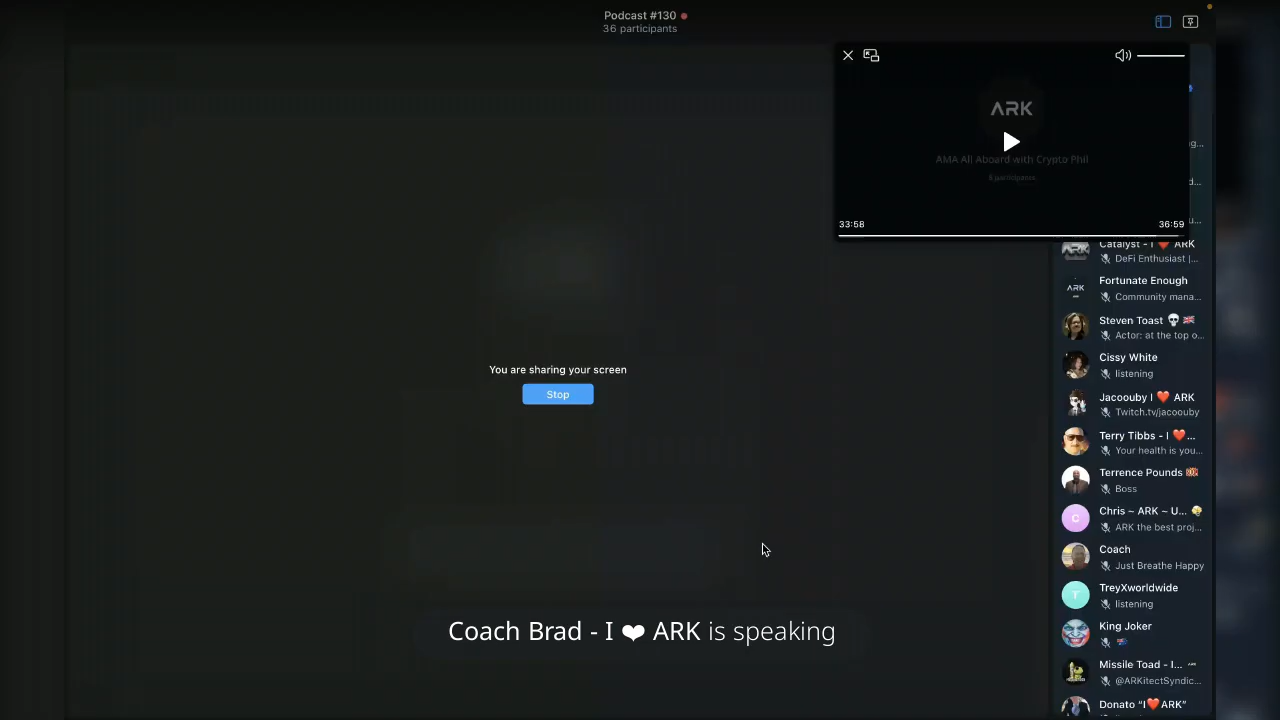 Podcast #130
36 participants
ARK
AMA All Aboard with Crypto Phil
8 participants
33:58
36:59
You are sharing your screen
Stop
Coach Brad - I ❤ ARK is speaking
Catalyst - I ❤️ ARK
DeFi Enthusiast |...
ARK
Fortunate Enough
Community mana...
Steven Toast 💀 🇬🇧
Actor: at the top o...
Cissy White
listening
Jacoouby I ❤️ ARK
Twitch.tv/jacoouby
Terry Tibbs - I ❤️...
Your health is you...
Terrence Pounds
Boss
C
Chris ~ ARK ~ U...
ARK the best proj...
Coach
Just Breathe Happy
T
TreyXworldwide
listening
King Joker
Missile Toad - I...
@ARKitectSyndic...
Donato “I❤️ARK”